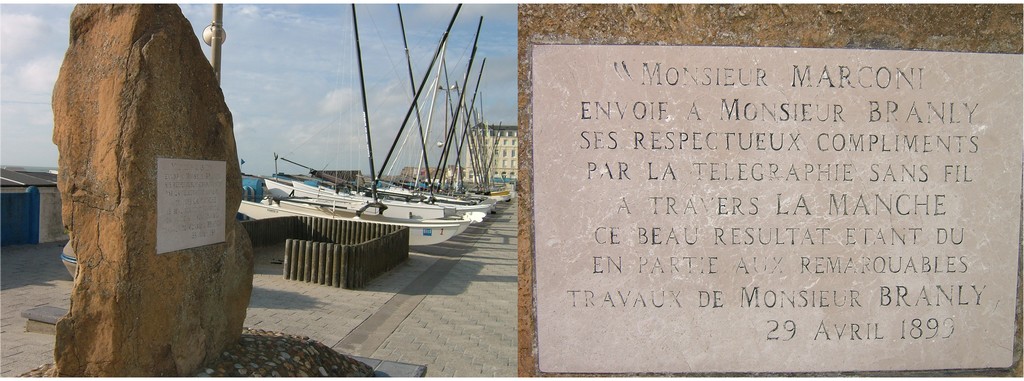 " MONSIEUR MARCONI
ENVOIE A MONSIEUR BRANLY
SES RESPECTUEUX COMPLIMENTS
PAR LA TELEGRAPHIE SANS FIL
A TRAVERS LA MANCHE
CE BEAU RESULTAT ETANT DU
EN PARTIE AUX REMARQUABLES
TRAVAUX DE MONSIEUR BRANLY,
29 AVRIL 1899